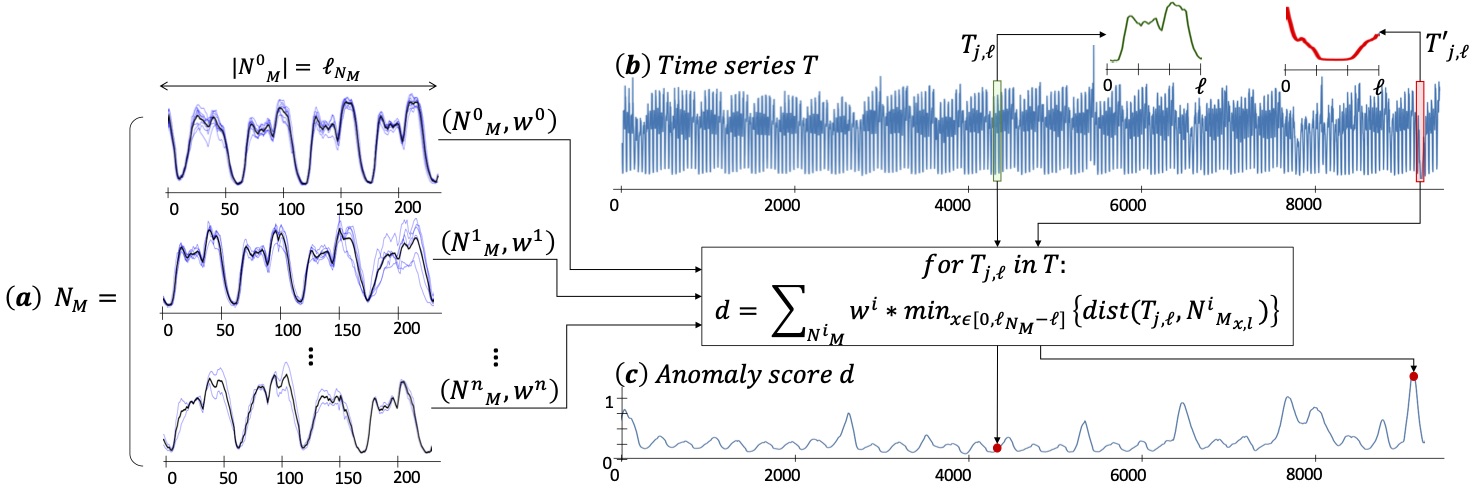 |N⁰_M| = ℓ_{N_M}
(N⁰_M, w⁰)
0 50 100 150 200
(N¹_M, w¹)
0 50 100 150 200
(a) N_M =
⋮ ⋮
(Nⁿ_M, wⁿ)
0 50 100 150 200
(b) Time series T
T_{j,ℓ}
0 ℓ
0 ℓ
T'_{j,ℓ}
0 2000 4000 6000 8000
for T_{j,ℓ} in T:
d = ∑_{Nⁱ_M} wⁱ * min_{xϵ[0,ℓ_{N_M}−ℓ]} {dist(T_{j,ℓ}, Nⁱ_{M_{x,l}})}
(c) Anomaly score d
1
0
0 2000 4000 6000 8000